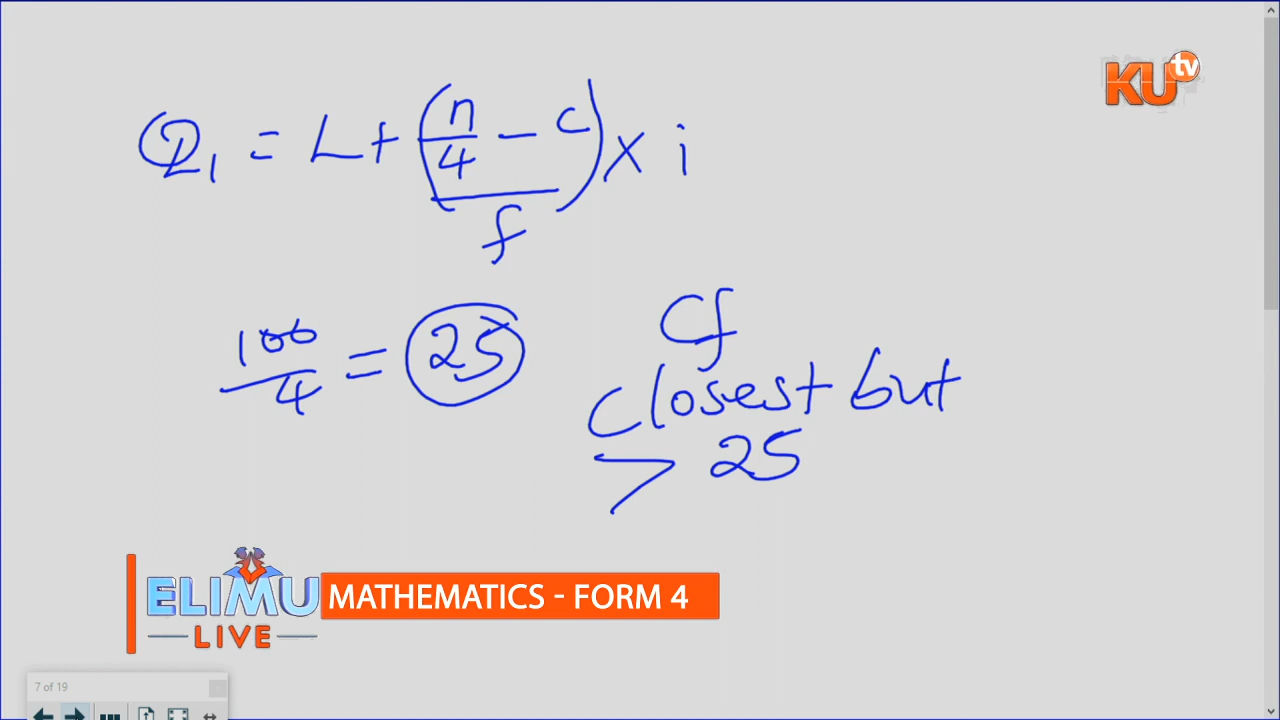 KU tv
Q₁ = L + (n/4 - c)/f × i
100/4 = 25
Cf
closest but
> 25
ELIMU
LIVE
MATHEMATICS - FORM 4
7 of 19